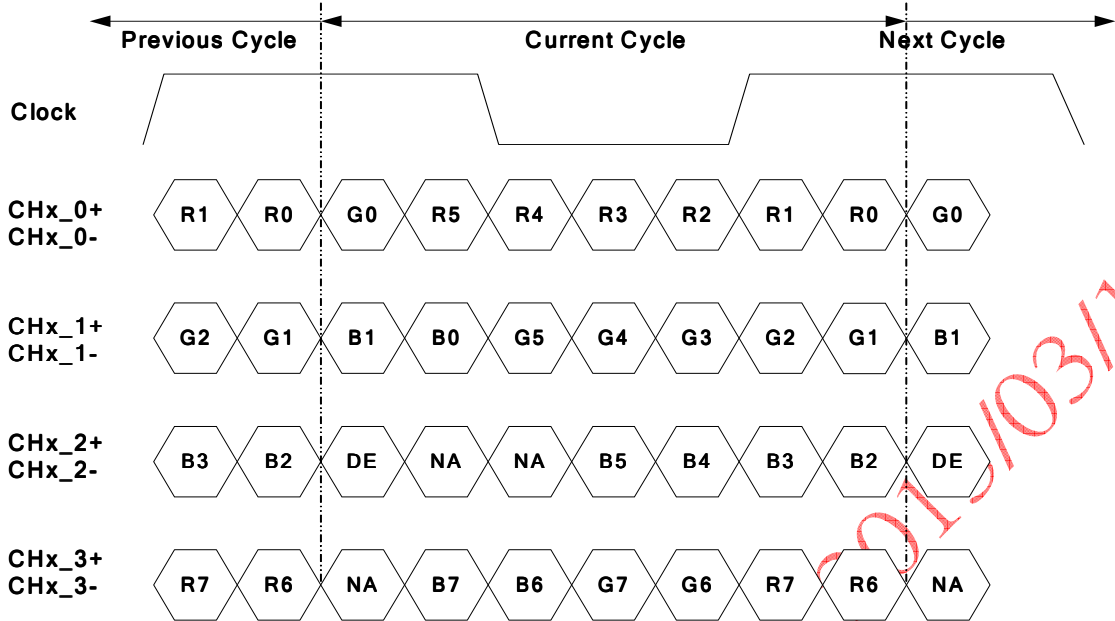 Previous Cycle Current Cycle Next Cycle
Clock
CHx_0+
CHx_0-
R1 R0 G0 R5 R4 R3 R2 R1 R0 G0
CHx_1+
CHx_1-
G2 G1 B1 B0 G5 G4 G3 G2 G1 B1
CHx_2+
CHx_2-
B3 B2 DE NA NA B5 B4 B3 B2 DE
CHx_3+
CHx_3-
R7 R6 NA B7 B6 G7 G6 R7 R6 NA